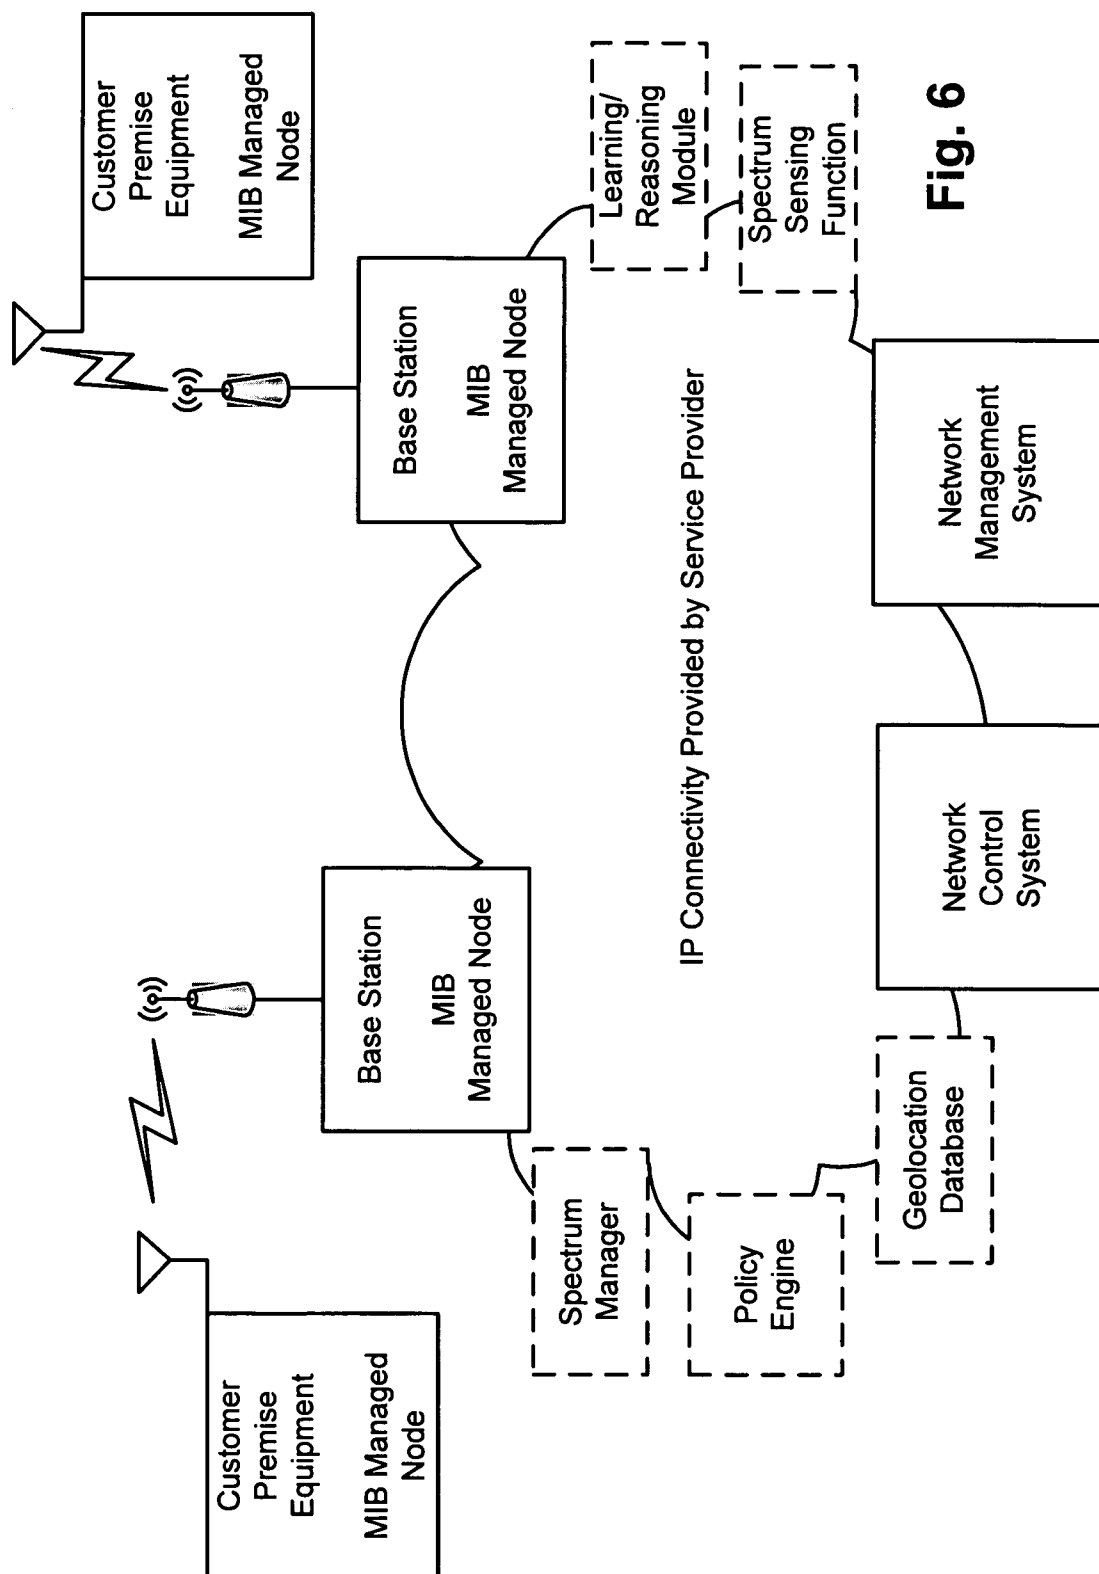 Customer
Premise
Equipment
MIB Managed
Node
Customer
Premise
Equipment
MIB Managed
Node
Base Station
MIB
Managed Node
Base Station
MIB
Managed Node
Spectrum
Manager
Learning/
Reasoning
Module
Policy
Engine
IP Connectivity Provided by Service Provider
Spectrum
Sensing
Function
Geolocation
Database
Network
Control
System
Network
Management
System
Fig. 6